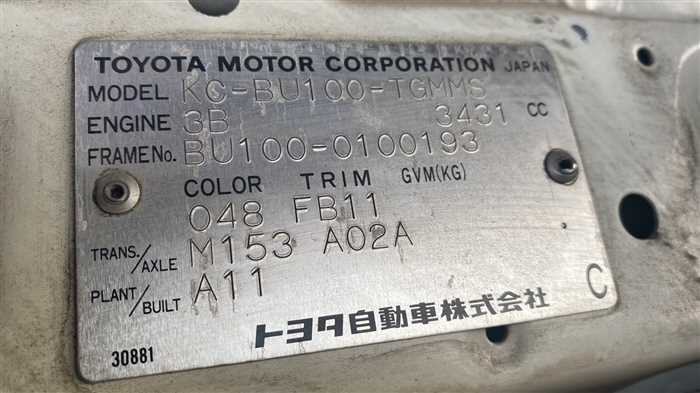 TOYOTA MOTOR CORPORATION JAPAN
MODEL KC-BU100-TGMMS
ENGINE 3B 3431 CC
FRAME No. BU100-0100193
COLOR TRIM GVM(KG)
048 FB11
TRANS./AXLE M153 A02A
PLANT/BUILT A11
トヨタ自動車株式会社 C
30881